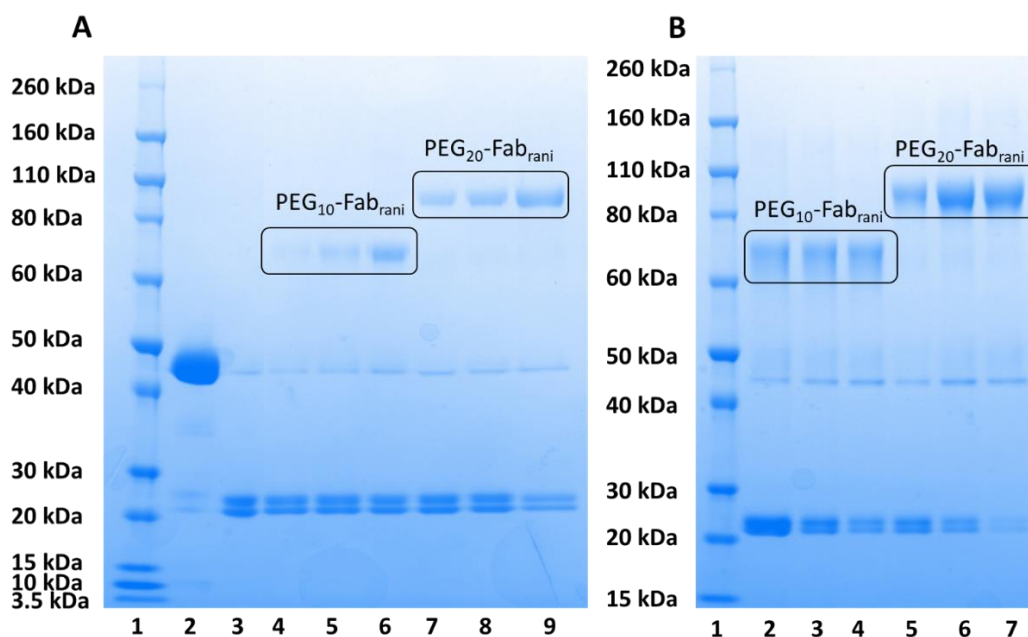 A
260 kDa
160 kDa
110 kDa
80 kDa
60 kDa
50 kDa
40 kDa
30 kDa
20 kDa
15 kDa
10 kDa
3.5 kDa
PEG10-Fabrani
PEG20-Fabrani
1 2 3 4 5 6 7 8 9
B
260 kDa
160 kDa
110 kDa
80 kDa
60 kDa
50 kDa
40 kDa
30 kDa
20 kDa
15 kDa
PEG10-Fabrani
PEG20-Fabrani
1 2 3 4 5 6 7